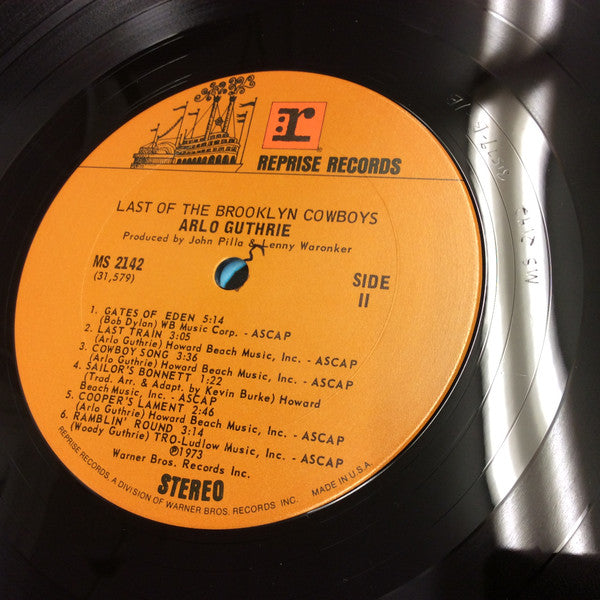 :r
REPRISE RECORDS
LAST OF THE BROOKLYN COWBOYS
ARLO GUTHRIE
Produced by John Pilla & Lenny Waronker
MS 2142
(31,579)
SIDE
II
1. GATES OF EDEN 5:14
(Bob Dylan) WB Music Corp. - ASCAP
2. LAST TRAIN 3:05
(Arlo Guthrie) Howard Beach Music, Inc. - ASCAP
3. COWBOY SONG 3:36
(Arlo Guthrie) Howard Beach Music, Inc. - ASCAP
4. SAILOR'S BONNETT 1:22
(Trad. Arr. & Adapt. by Kevin Burke) Howard
Beach Music, Inc. - ASCAP
5. COOPER'S LAMENT 2:46
(Arlo Guthrie) Howard Beach Music, Inc. - ASCAP
6. RAMBLIN' ROUND 3:14
(Woody Guthrie) TRO-Ludlow Music, Inc. - ASCAP
℗1973
Warner Bros. Records Inc.
STEREO
REPRISE RECORDS, A DIVISION OF WARNER BROS. RECORDS INC. MADE IN U.S.A.
MS 2142